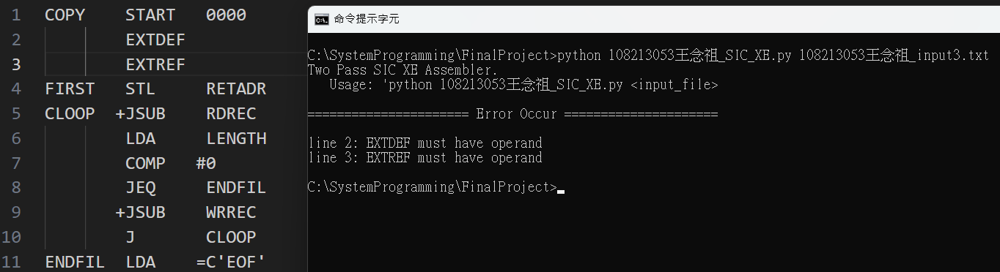 1 COPY START 0000
2 EXTDEF
3 EXTREF
4 FIRST STL RETADR
5 CLOOP +JSUB RDREC
6 LDA LENGTH
7 COMP #0
8 JEQ ENDFIL
9 +JSUB WRREC
10 J CLOOP
11 ENDFIL LDA =C'EOF'
命令提示字元
C:\SystemProgramming\FinalProject>python 108213053王念祖_SIC_XE.py 108213053王念祖_input3.txt
Two Pass SIC XE Assembler.
Usage: 'python 108213053王念祖_SIC_XE.py <input_file>
====================== Error Occur =====================
line 2: EXTDEF must have operand
line 3: EXTREF must have operand
C:\SystemProgramming\FinalProject>